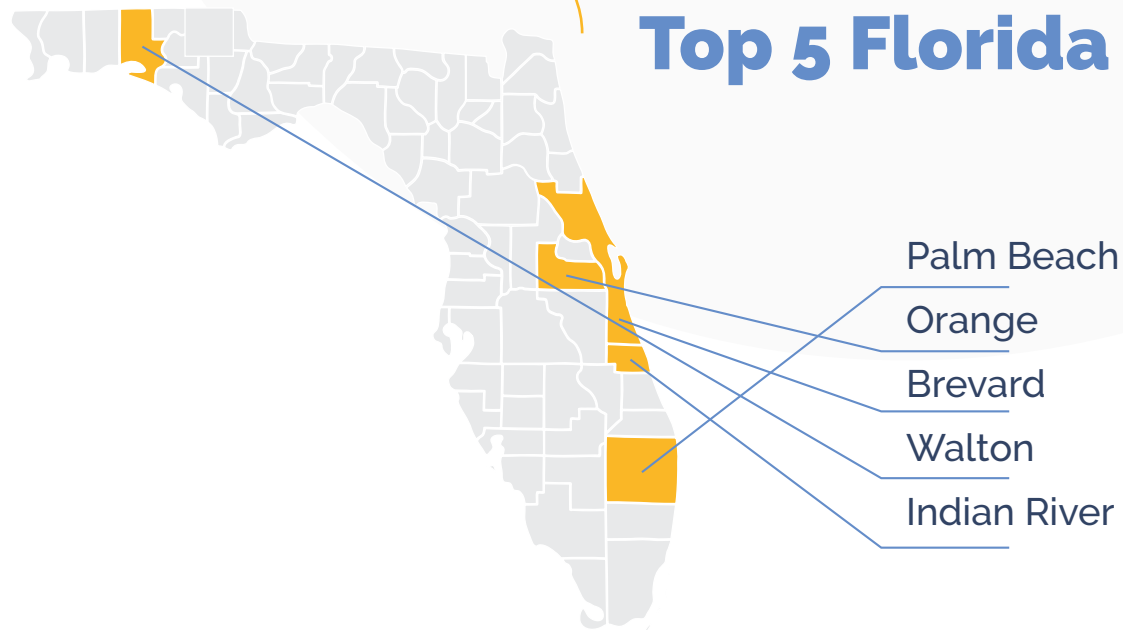 Top 5 Florida
Palm Beach
Orange
Brevard
Walton
Indian River